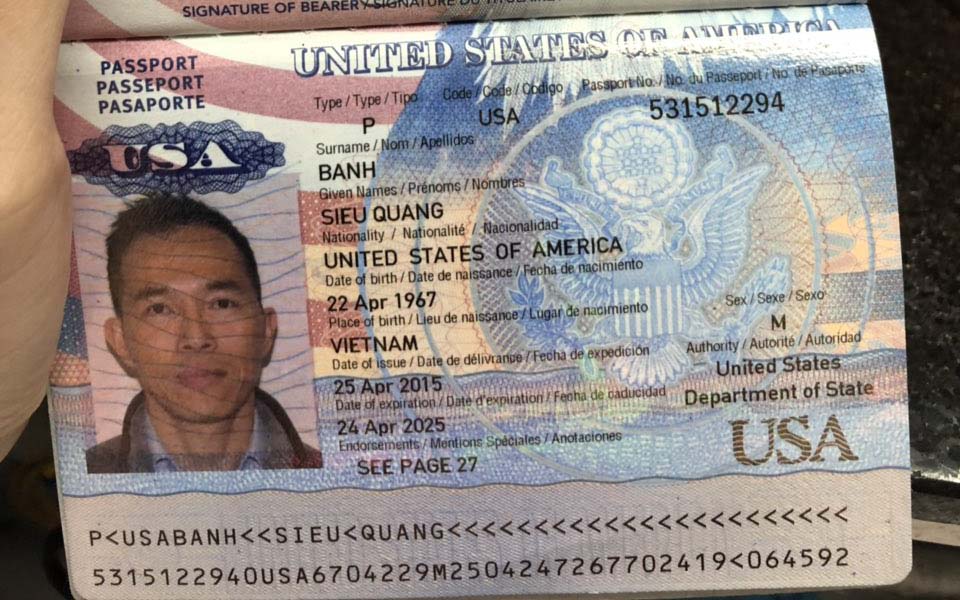 SIGNATURE OF BEARER / SIGNATURE DU TITULAIRE
PASSPORT
PASSEPORT
PASAPORTE
USA
UNITED STATES OF AMERICA
Type / Type / Tipo Code / Code / Código Passport No. / No. du Passeport / No. de Pasaporte
P USA 531512294
Surname / Nom / Apellidos
BANH
Given Names / Prénoms / Nombres
SIEU QUANG
Nationality / Nationalité / Nacionalidad
UNITED STATES OF AMERICA
Date of birth / Date de naissance / Fecha de nacimiento
22 Apr 1967
Place of birth / Lieu de naissance / Lugar de nacimiento
VIETNAM
Date of issue / Date de délivrance / Fecha de expedición
25 Apr 2015
Date of expiration / Date d'expiration / Fecha de caducidad
24 Apr 2025
Endorsements / Mentions Spéciales / Anotaciones
SEE PAGE 27
Sex / Sexe / Sexo
M
Authority / Autorité / Autoridad
United States
Department of State
USA
P<USABANH<<SIEU<QUANG<<<<<<<<<<<<<<<<<<<<<<<
5315122940USA6704229M2504247267702419<064592